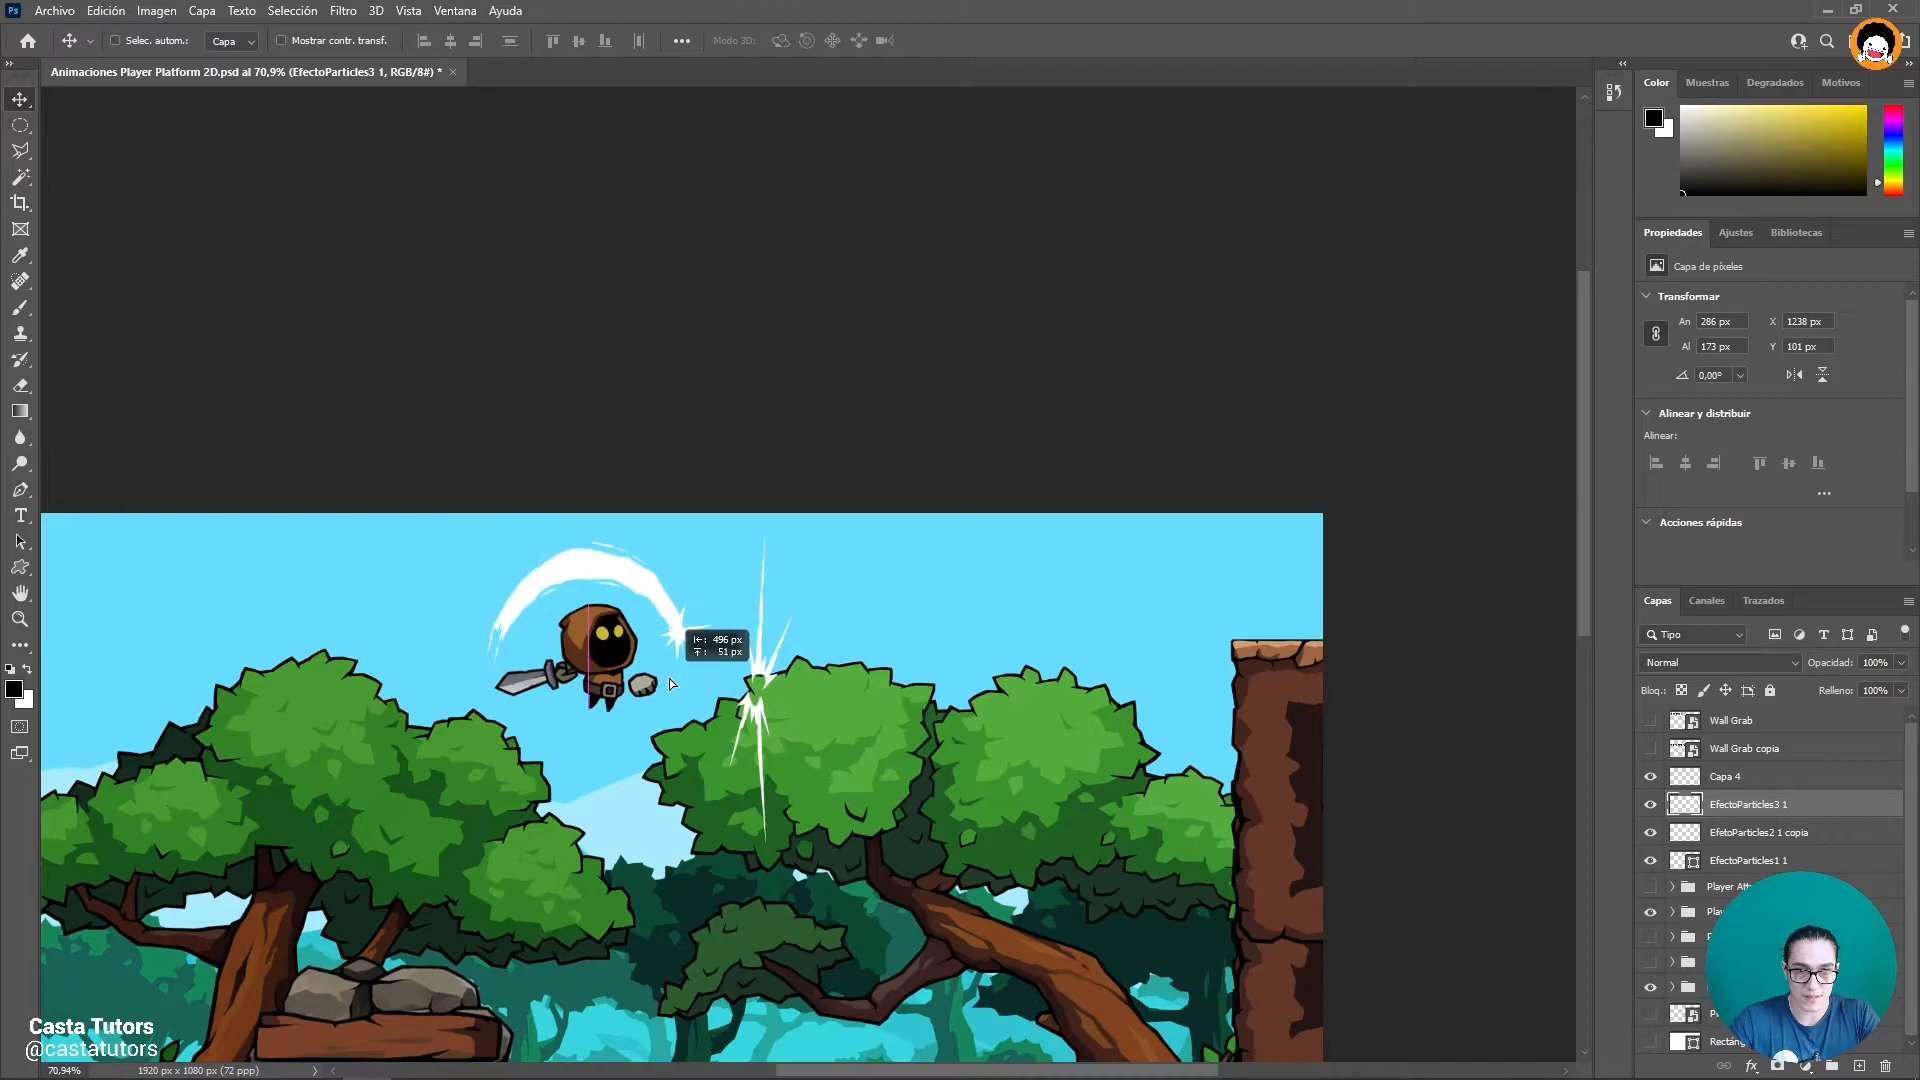 Ps Archivo Edición Imagen Capa Texto Selección Filtro 3D Vista Ventana Ayuda
Selec. autom.: Capa Mostrar contr. transf. Modo 3D:
Animaciones Player Platform 2D.psd al 70,9% (EfectoParticles3 1, RGB/8#) *
Color Muestras Degradados Motivos
Propiedades Ajustes Bibliotecas
Capa de píxeles
Transformar
An 286 px X 1238 px
Al 173 px Y 101 px
0,00°
Alinear y distribuir
Alinear:
Acciones rápidas
Capas Canales Trazados
Tipo
Normal Opacidad: 100%
Bloq.: Relleno: 100%
Wall Grab
Wall Grab copia
Capa 4
EfectoParticles3 1
EfetoParticles2 1 copia
EfectoParticles1 1
Player Att
Play
496 px
51 px
Casta Tutors
@castatutors
70,94% 1920 px x 1080 px (72 ppp)